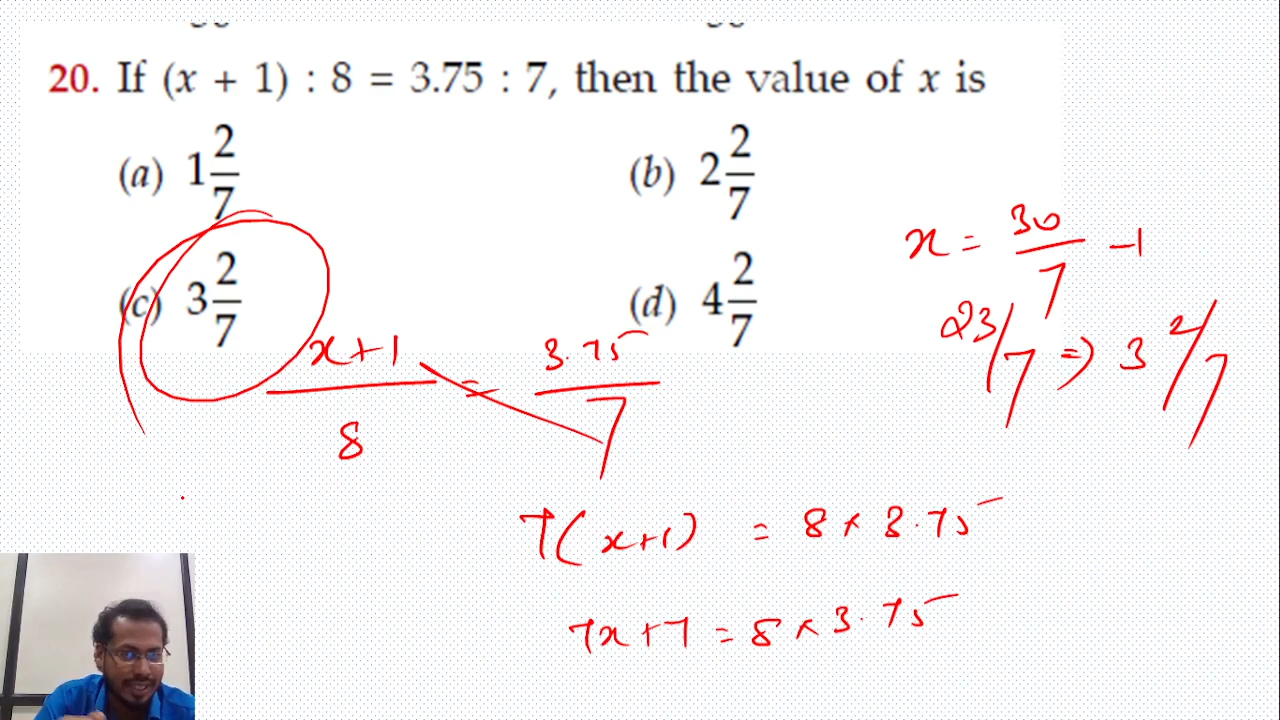 20. If (x + 1) : 8 = 3.75 : 7, then the value of x is
(a) 1 2/7
(b) 2 2/7
(c) 3 2/7
(d) 4 2/7
x+1/8 = 3.75/7
7(x+1) = 8 × 3.75
7x+7 = 8 × 3.75
x = 30/7 -1
23/7 => 3 2/7